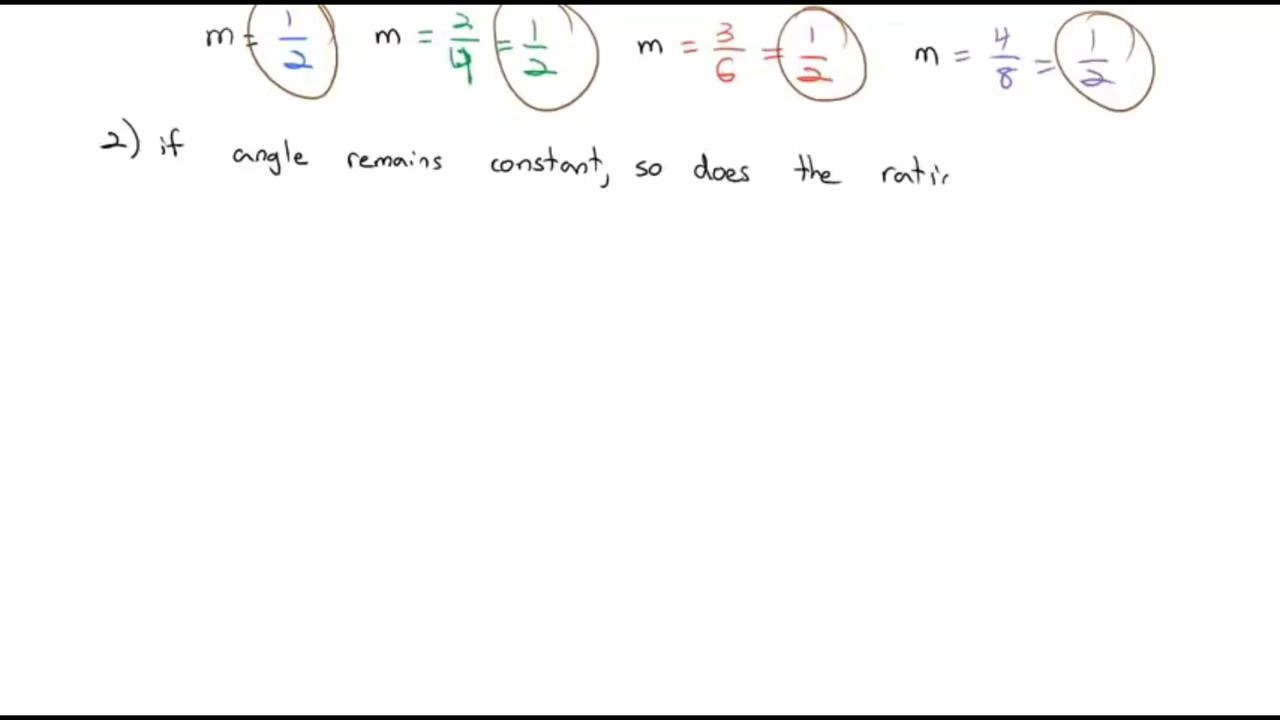 m = 1/2 m = 2/4 = 1/2 m = 3/6 = 1/2 m = 4/8 = 1/2
2) if angle remains constant, so does the rati